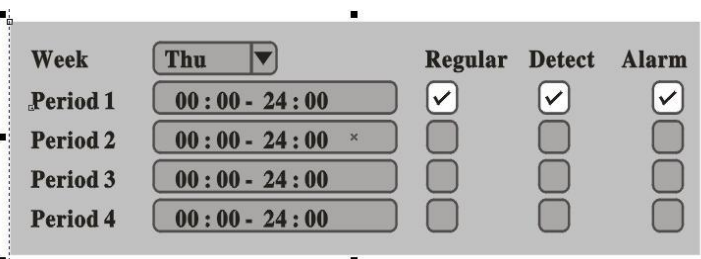 Week Thu Regular Detect Alarm
Period 1 00 : 00 - 24 : 00
Period 2 00 : 00 - 24 : 00
Period 3 00 : 00 - 24 : 00
Period 4 00 : 00 - 24 : 00